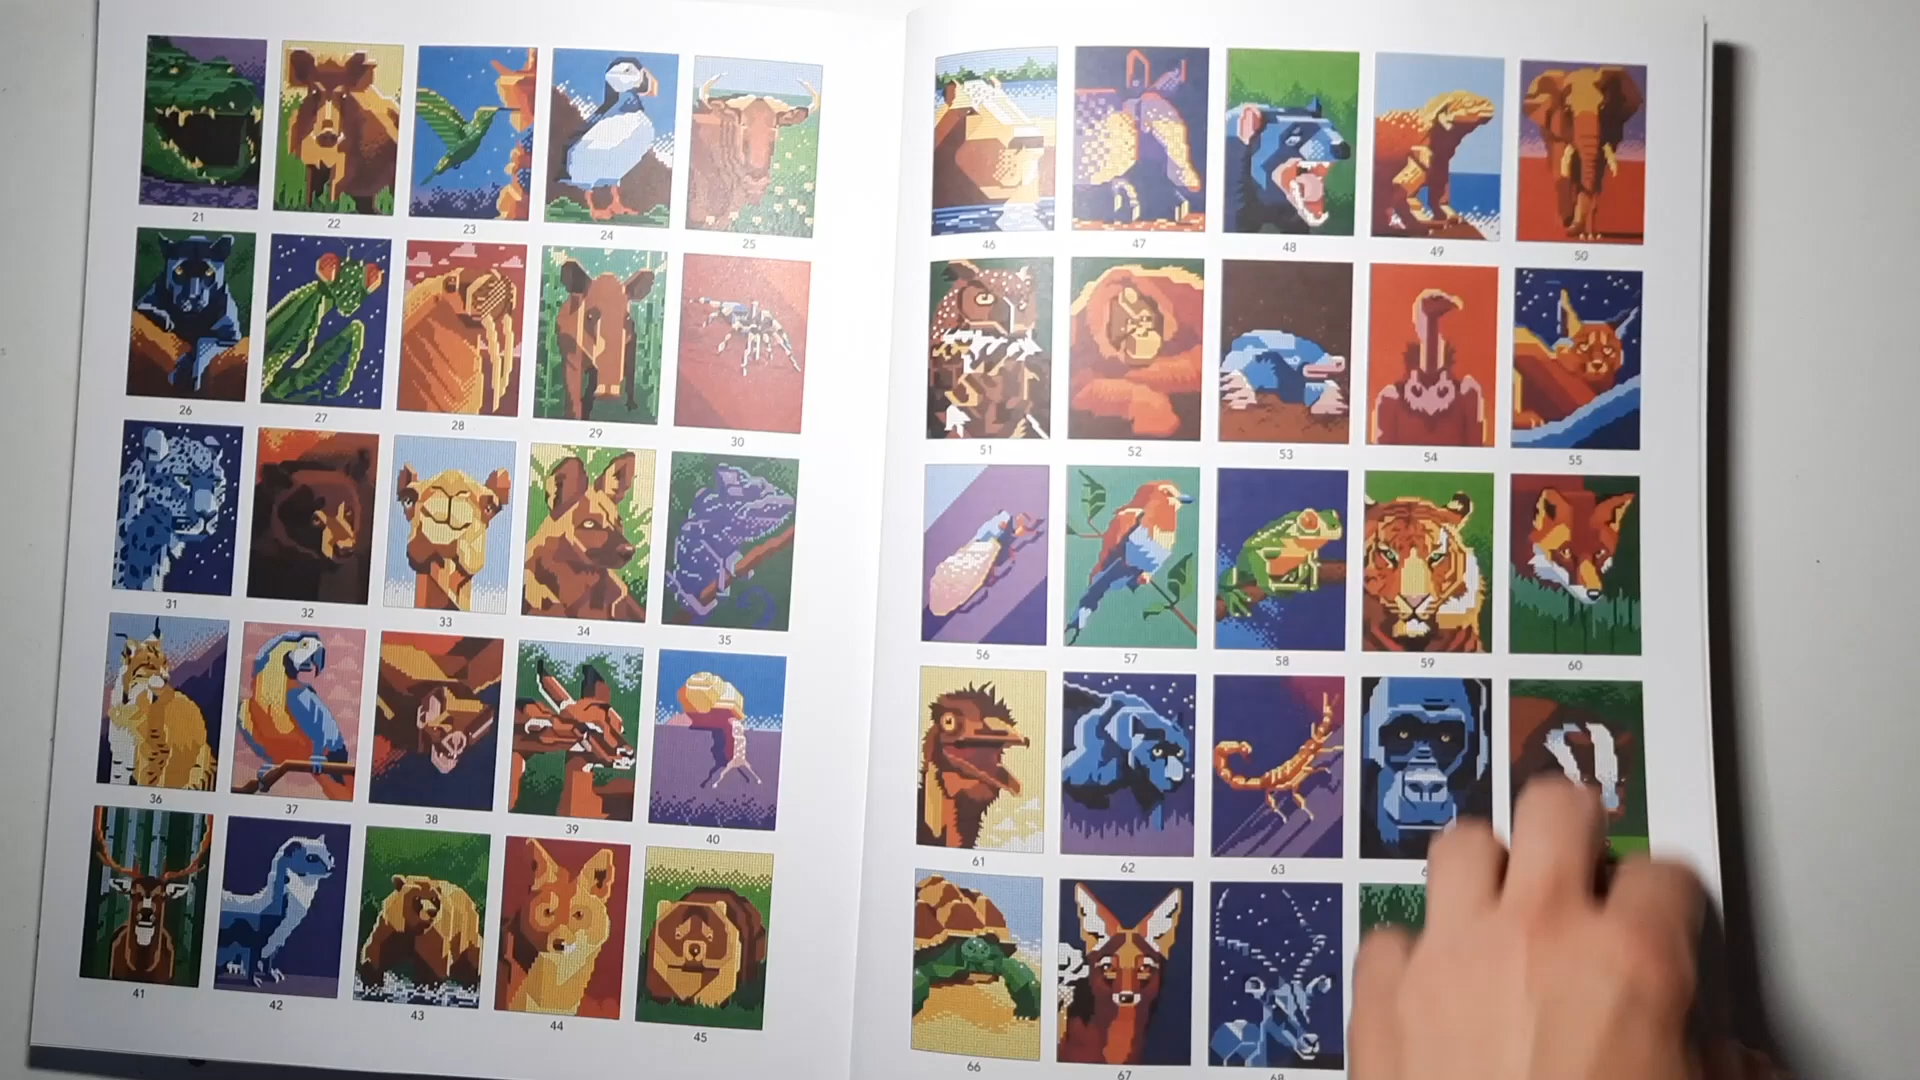 21 22 23 24 25
26 27 28 29 30
31 32 33 34 35
36 37 38 39 40
41 42 43 44 45
46 47 48 49 50
51 52 53 54 55
56 57 58 59 60
61 62 63
66 67 68